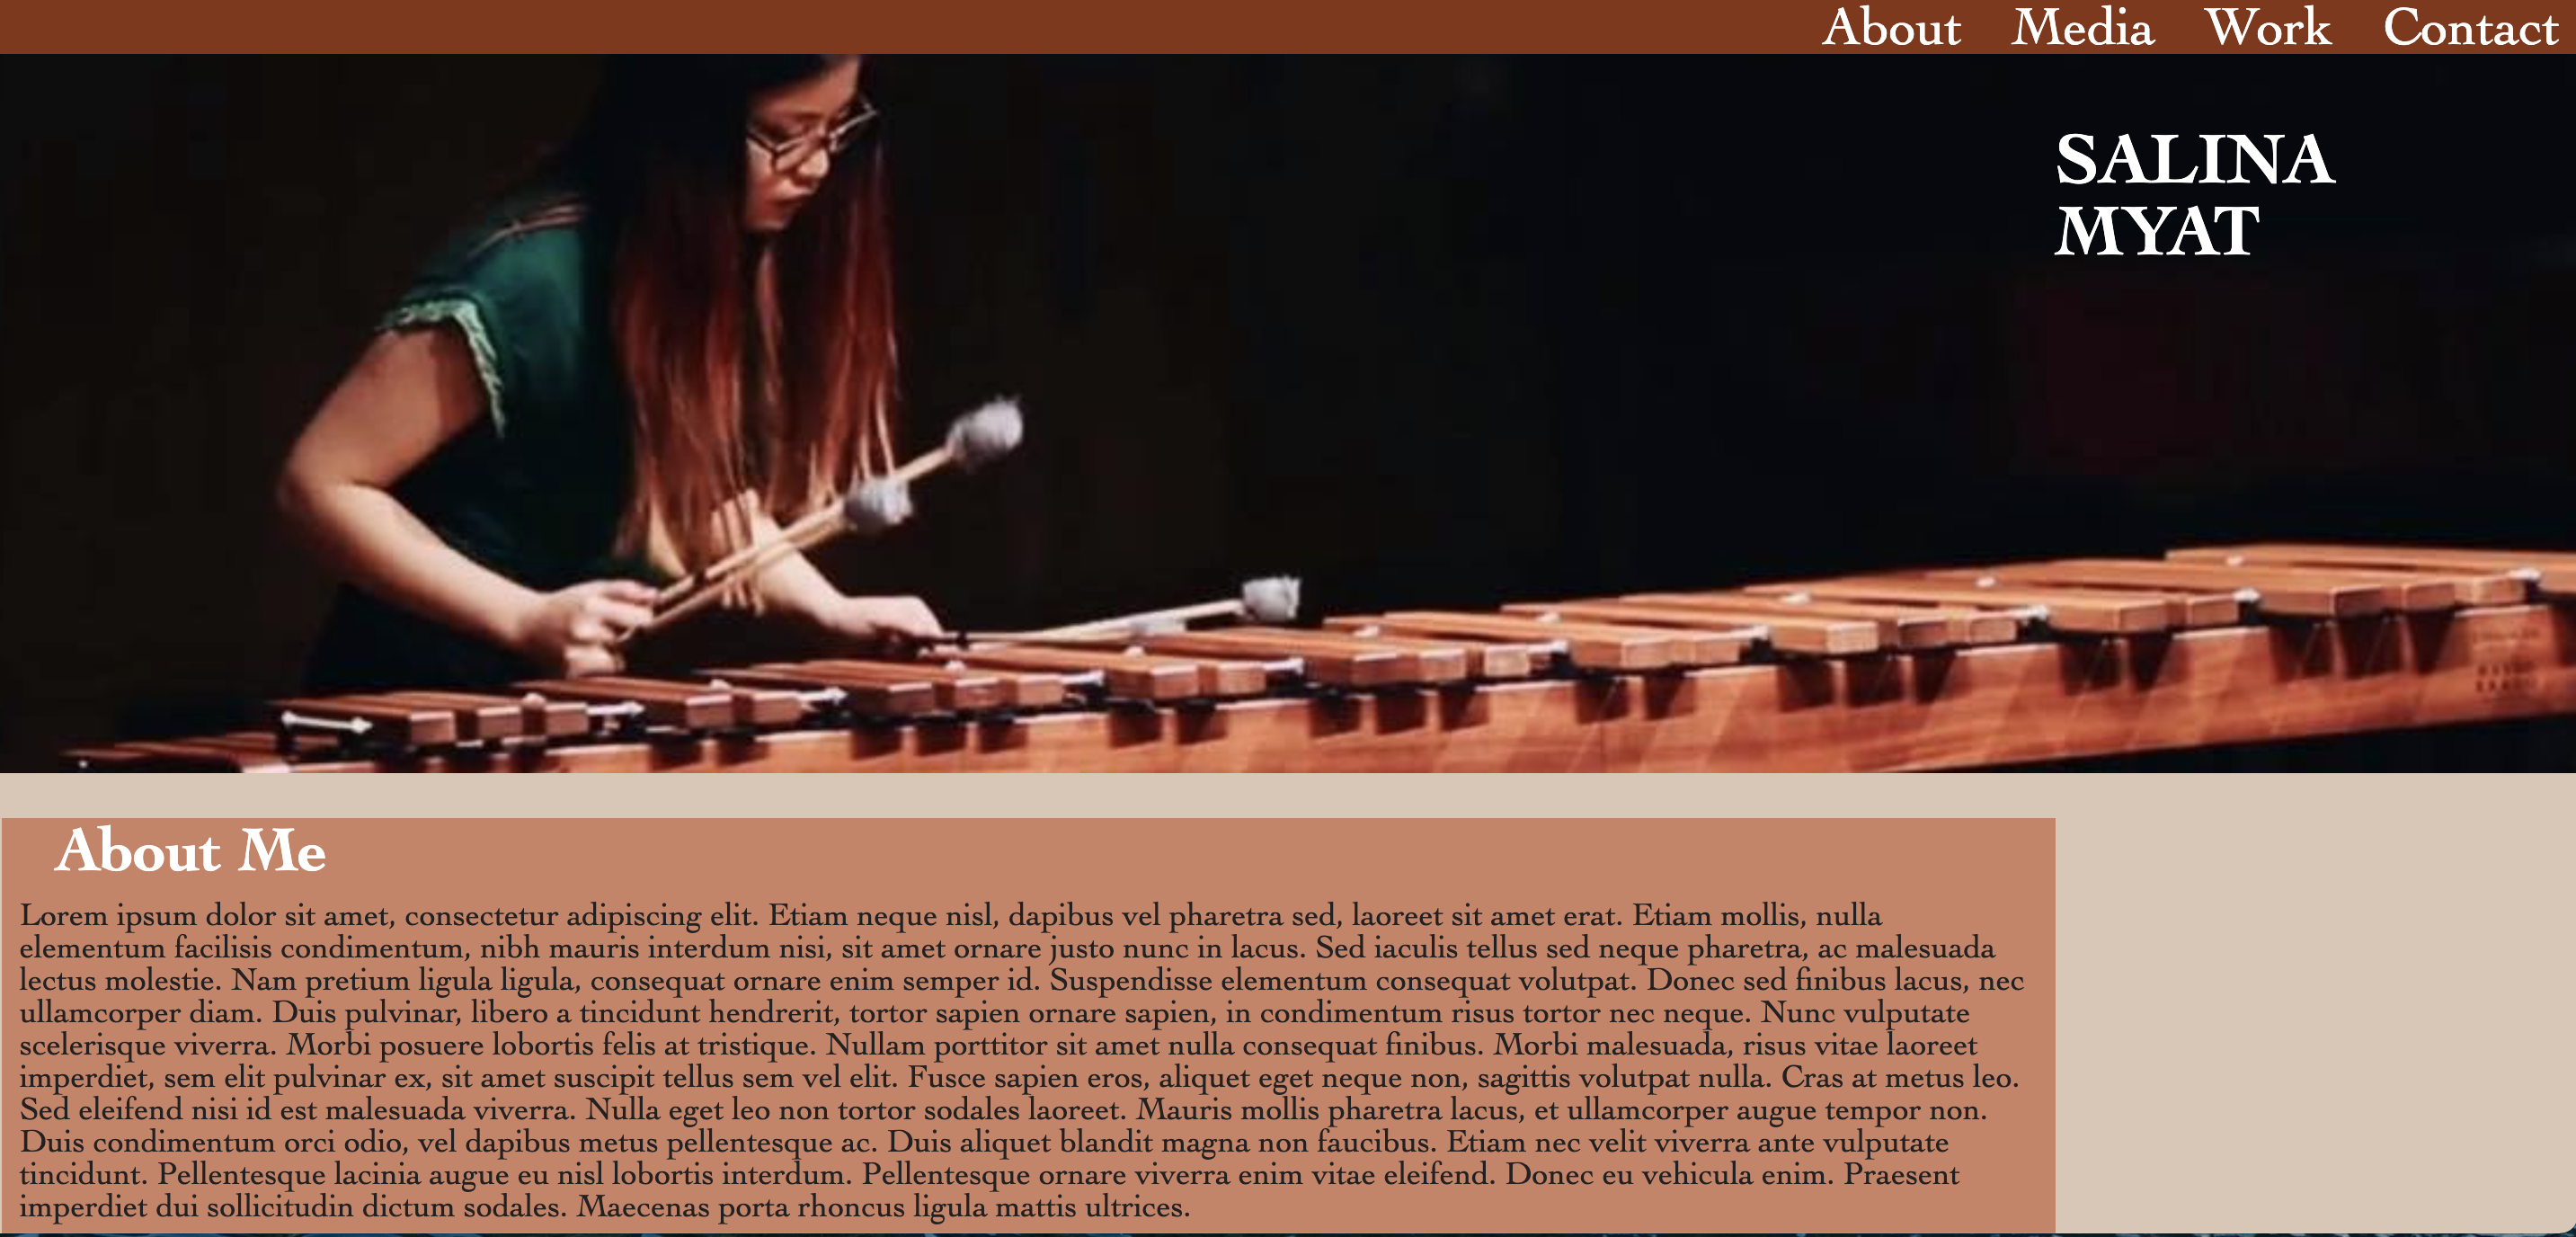 About Media Work Contact
SALINA
MYAT
About Me
Lorem ipsum dolor sit amet, consectetur adipiscing elit. Etiam neque nisl, dapibus vel pharetra sed, laoreet sit amet erat. Etiam mollis, nulla
elementum facilisis condimentum, nibh mauris interdum nisi, sit amet ornare justo nunc in lacus. Sed iaculis tellus sed neque pharetra, ac malesuada
lectus molestie. Nam pretium ligula ligula, consequat ornare enim semper id. Suspendisse elementum consequat volutpat. Donec sed finibus lacus, nec
ullamcorper diam. Duis pulvinar, libero a tincidunt hendrerit, tortor sapien ornare sapien, in condimentum risus tortor nec neque. Nunc vulputate
scelerisque viverra. Morbi posuere lobortis felis at tristique. Nullam porttitor sit amet nulla consequat finibus. Morbi malesuada, risus vitae laoreet
imperdiet, sem elit pulvinar ex, sit amet suscipit tellus sem vel elit. Fusce sapien eros, aliquet eget neque non, sagittis volutpat nulla. Cras at metus leo.
Sed eleifend nisi id est malesuada viverra. Nulla eget leo non tortor sodales laoreet. Mauris mollis pharetra lacus, et ullamcorper augue tempor non.
Duis condimentum orci odio, vel dapibus metus pellentesque ac. Duis aliquet blandit magna non faucibus. Etiam nec velit viverra ante vulputate
tincidunt. Pellentesque lacinia augue eu nisl lobortis interdum. Pellentesque ornare viverra enim vitae eleifend. Donec eu vehicula enim. Praesent
imperdiet dui sollicitudin dictum sodales. Maecenas porta rhoncus ligula mattis ultrices.